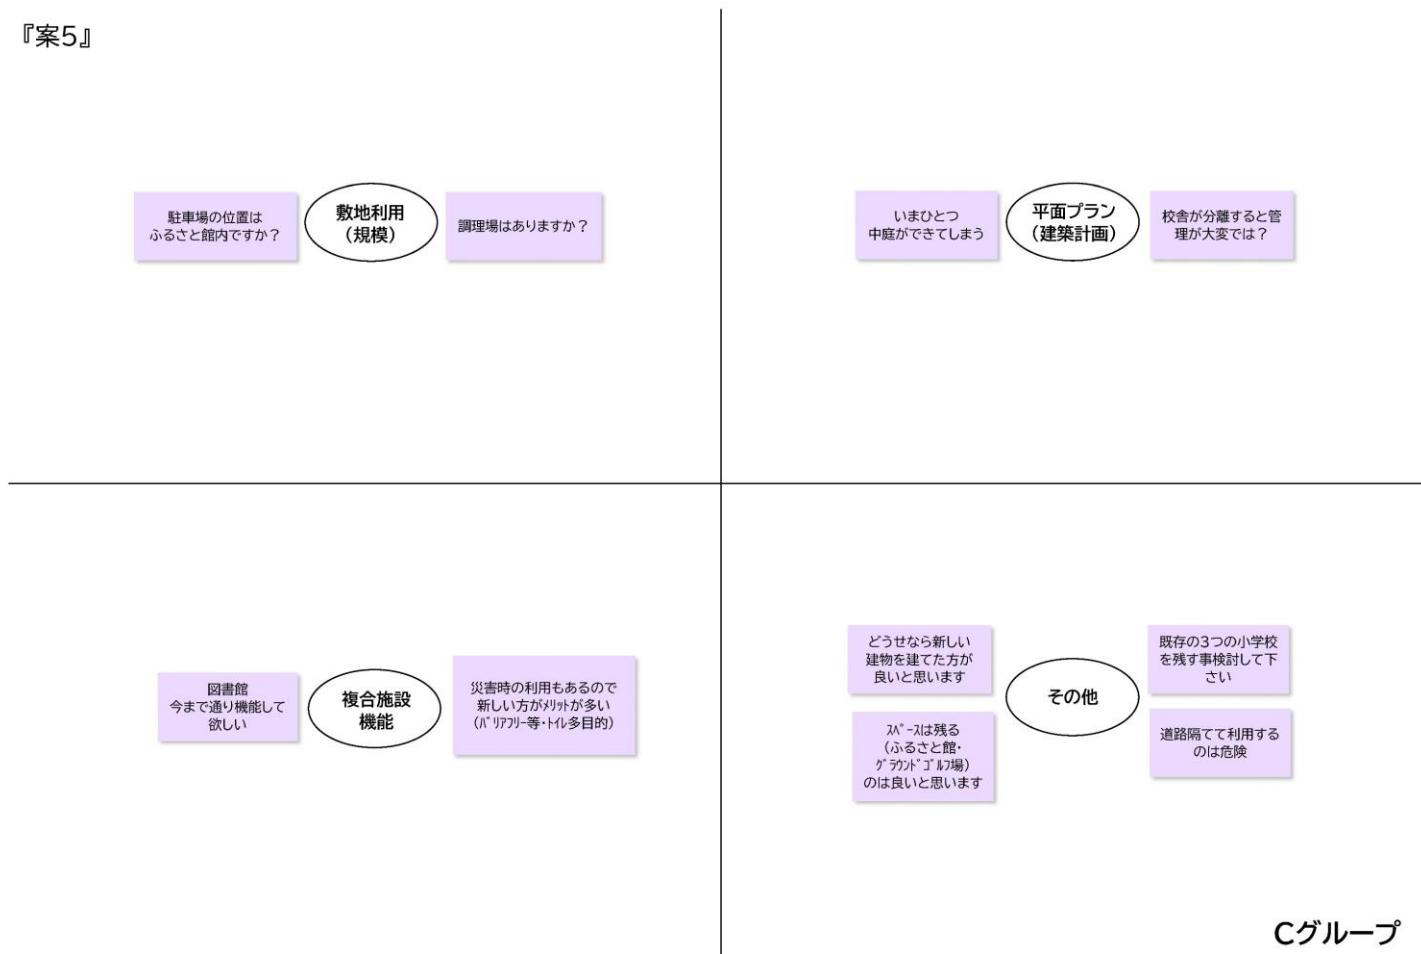 『案5』
駐車場の位置は
ふるさと館内ですか？
敷地利用
（規模）
調理場はありますか？
いまひとつ
中庭ができてしまう
平面プラン
（建築計画）
校舎が分離すると管
理が大変では？
図書館
今まで通り機能して
欲しい
複合施設
機能
災害時の利用もあるので
新しい方がﾒﾘｯﾄが多い
（ﾊﾞﾘｱﾌﾘｰ等・ﾄｲﾚ多目的）
どうせなら新しい
建物を建てた方が
良いと思います
ｽﾍﾟｰｽは残る
（ふるさと館・
ｸﾞﾗｳﾝﾄﾞｺﾞﾙﾌ場）
のは良いと思います
その他
既存の3つの小学校
を残す事検討して下
さい
道路隔てて利用する
のは危険
Cグループ